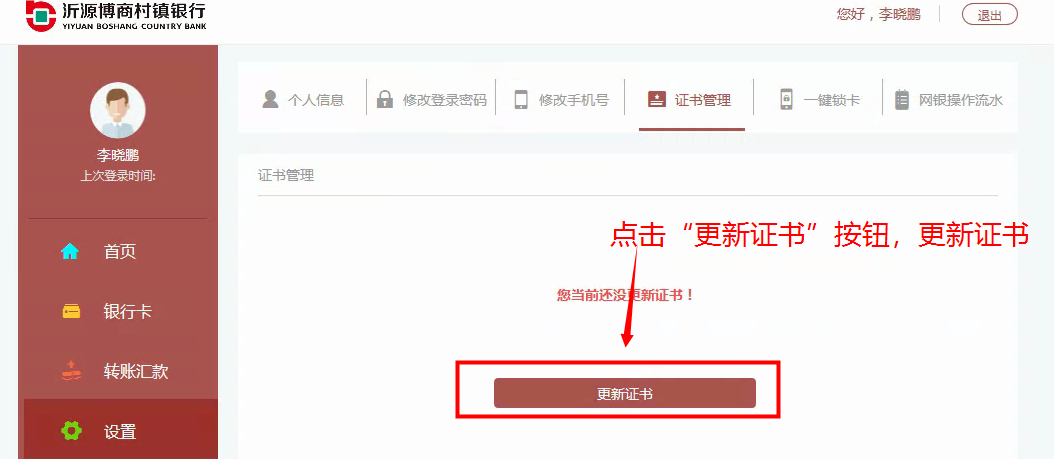 沂源博商村镇银行
YIYUAN BOSHANG COUNTRY BANK
您好，李晓鹏
退出
李晓鹏
上次登录时间:
首页
银行卡
转账汇款
设置
个人信息
修改登录密码
修改手机号
证书管理
一键锁卡
网银操作流水
证书管理
点击“更新证书”按钮，更新证书
您当前还没更新证书！
更新证书